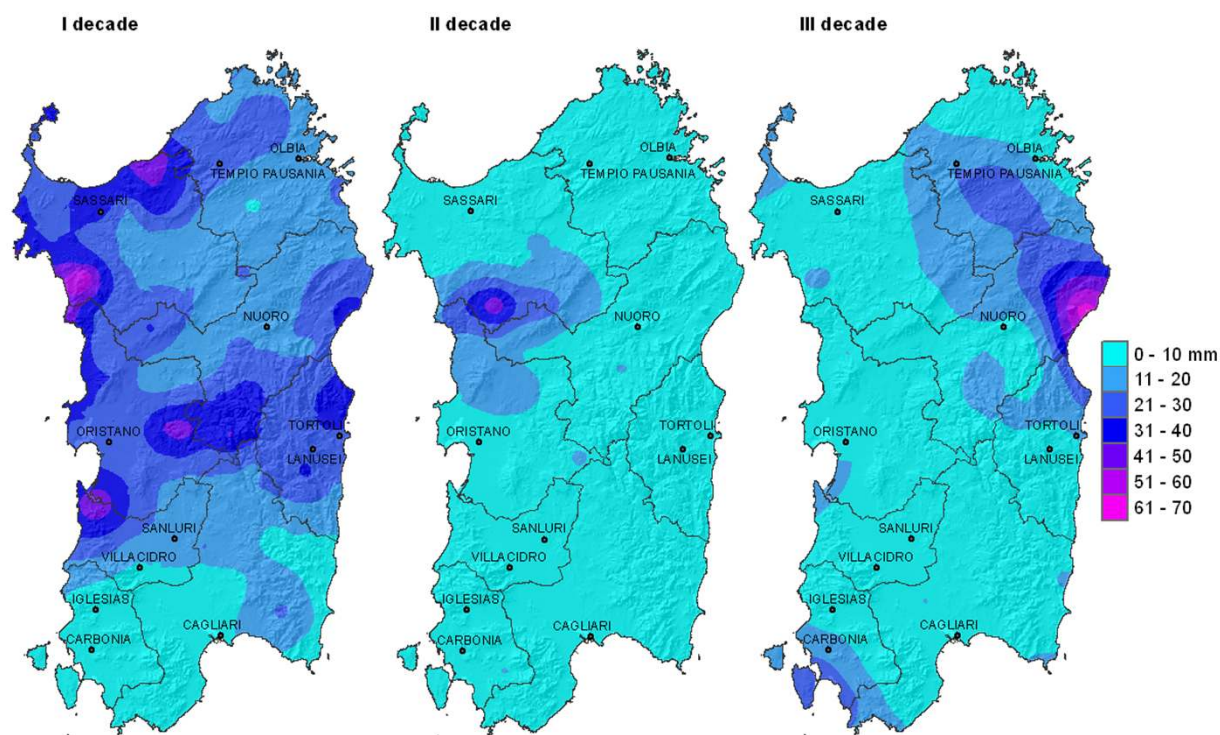 I decade
II decade
III decade
OLBIA
TEMPIO PAUSANIA
SASSARI
NUORO
ORISTANO
TORTOLI
LANUSEI
SANLURI
VILLACIDRO
IGLESIAS
CAGLIARI
CARBONIA
OLBIA
TEMPIO PAUSANIA
SASSARI
NUORO
ORISTANO
TORTOLI
LANUSEI
SANLURI
VILLACIDRO
IGLESIAS
CAGLIARI
CARBONIA
OLBIA
TEMPIO PAUSANIA
SASSARI
NUORO
ORISTANO
TORTOLI
LANUSEI
SANLURI
VILLACIDRO
IGLESIAS
CAGLIARI
CARBONIA
0 - 10 mm
11 - 20
21 - 30
31 - 40
41 - 50
51 - 60
61 - 70